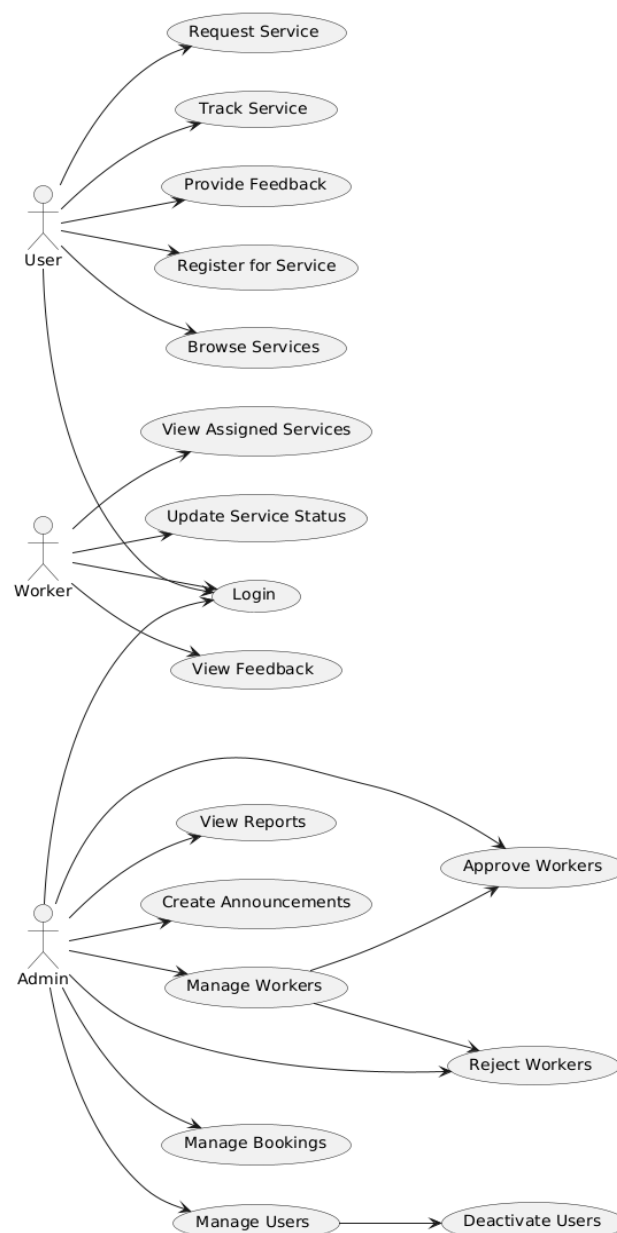 Request Service
Track Service
Provide Feedback
User
Register for Service
Browse Services
View Assigned Services
Update Service Status
Worker
Login
View Feedback
View Reports
Approve Workers
Create Announcements
Admin
Manage Workers
Reject Workers
Manage Bookings
Manage Users
Deactivate Users